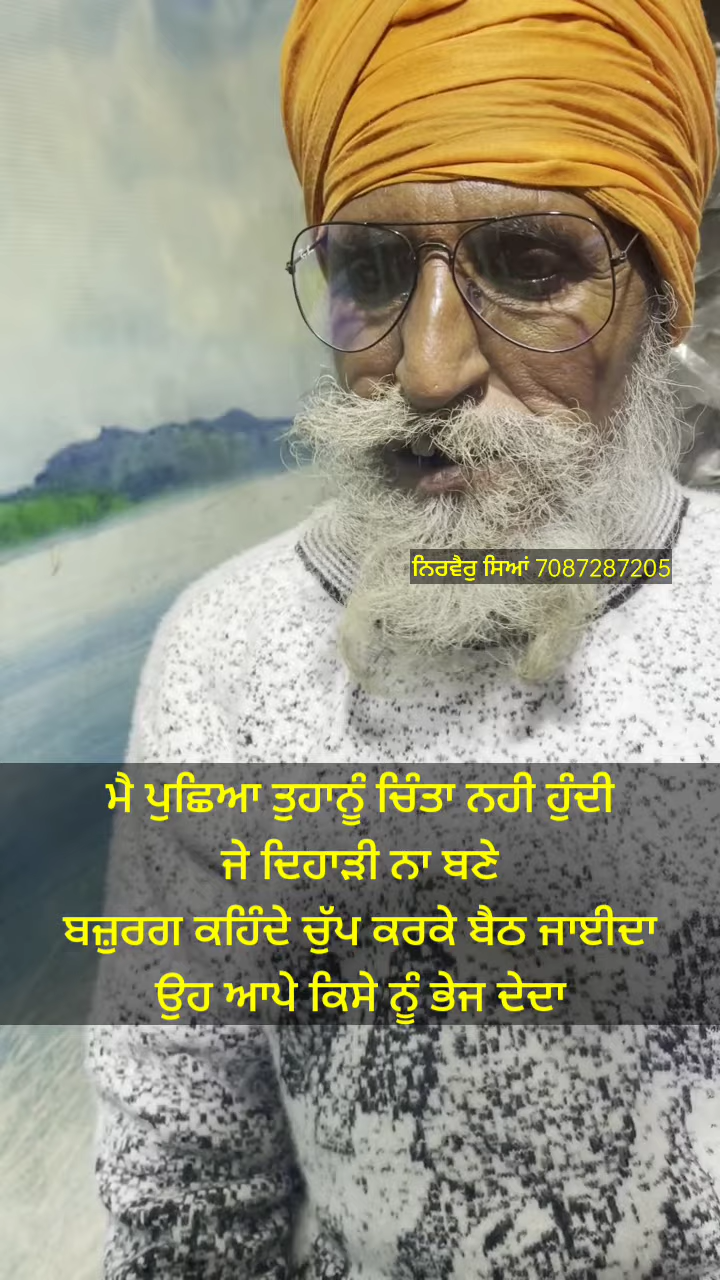 ਨਿਰਵੈਰੁ ਸਿਆਂ 7087287205
ਮੈ ਪੁਛਿਆ ਤੁਹਾਨੂੰ ਚਿੰਤਾ ਨਹੀ ਹੁੰਦੀ
ਜੇ ਦਿਹਾੜੀ ਨਾ ਬਣੇ
ਬਜ਼ੁਰਗ ਕਹਿੰਦੇ ਚੁੱਪ ਕਰਕੇ ਬੈਠ ਜਾਈਦਾ
ਉਹ ਆਪੇ ਕਿਸੇ ਨੂੰ ਭੇਜ ਦੇਦਾ